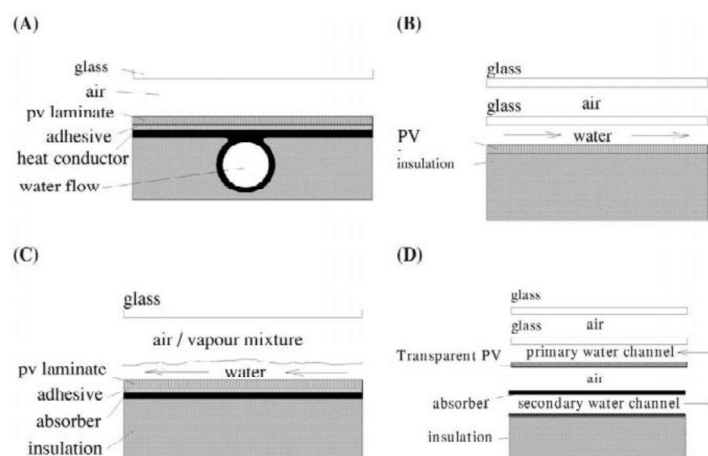 (A)
glass
air
pv laminate
adhesive
heat conductor
water flow
(B)
glass
glass air
water
PV
insulation
(C)
glass
air / vapour mixture
water
pv laminate
adhesive
absorber
insulation
(D)
glass
glass air
primary water channel
Transparent PV
air
absorber
secondary water channel
insulation